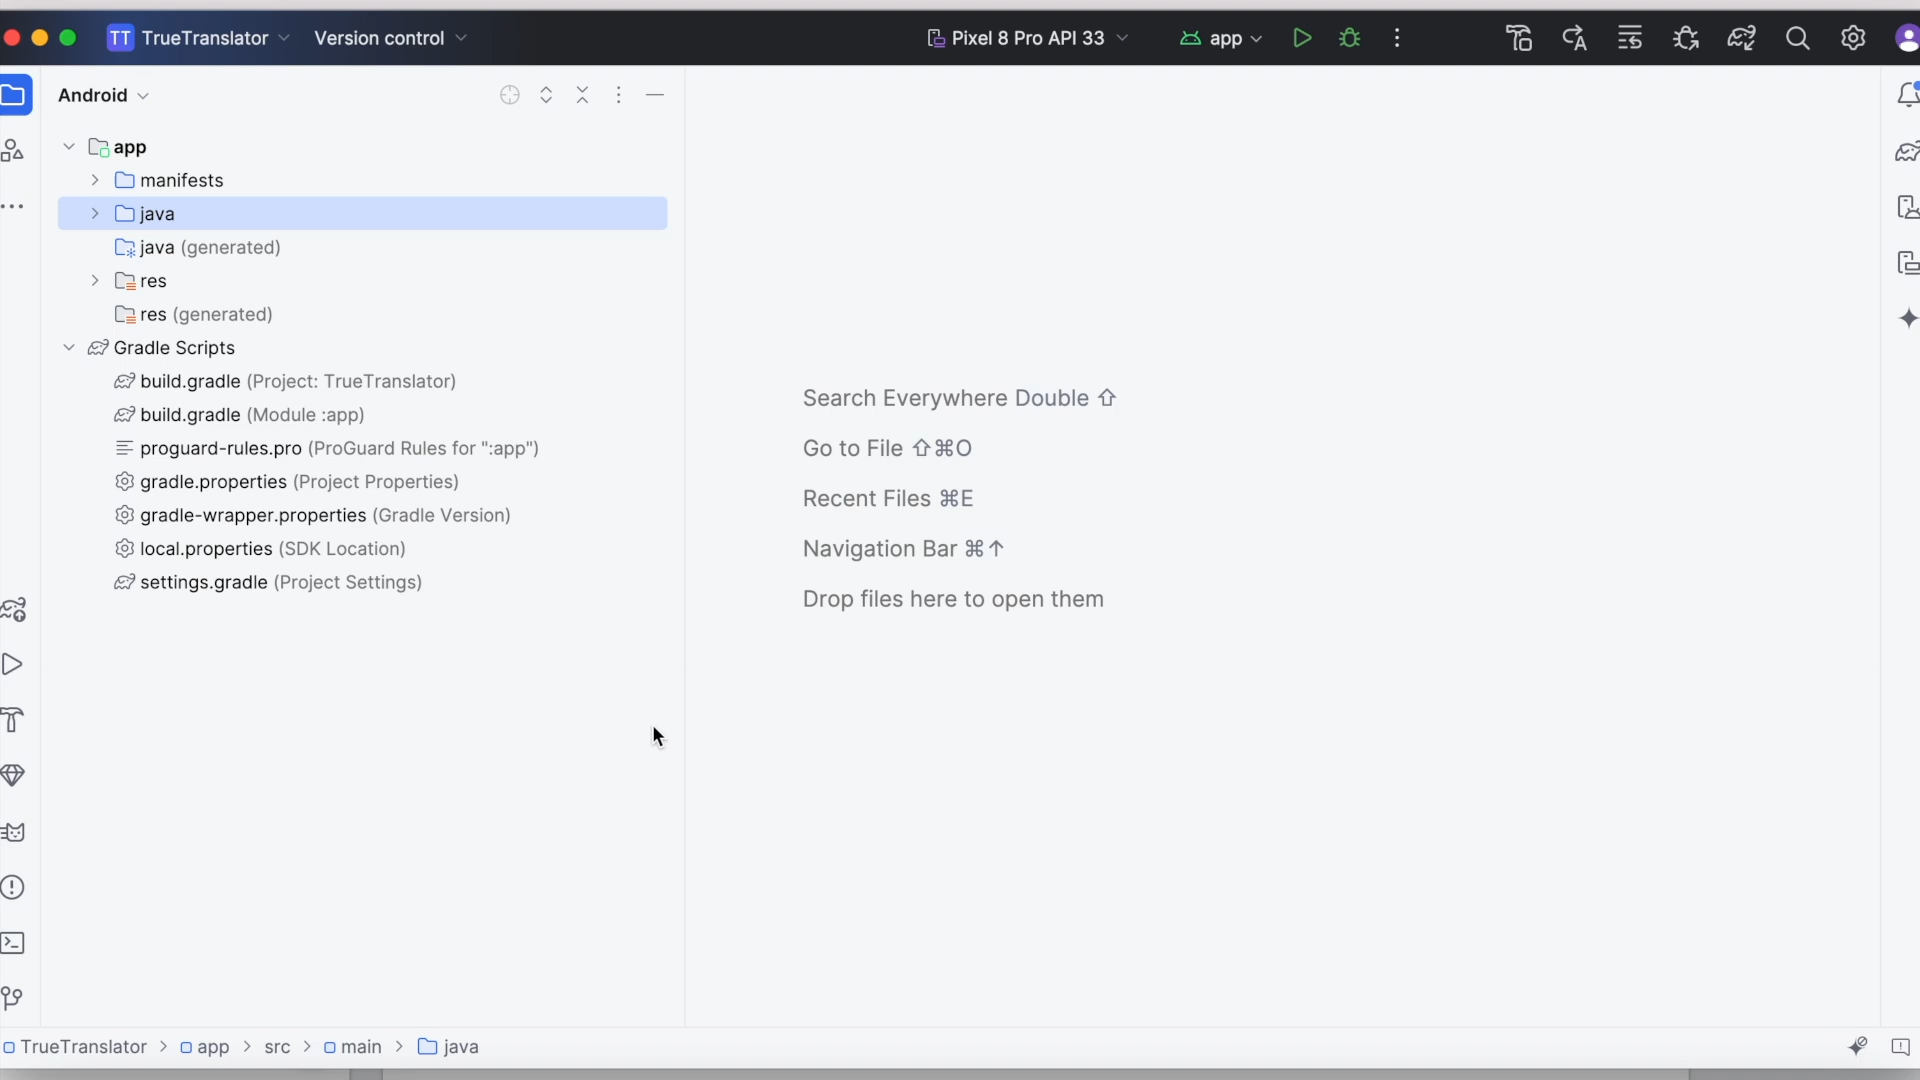 TT TrueTranslator Version control Pixel 8 Pro API 33 app
Android
app
manifests
java
java (generated)
res
res (generated)
Gradle Scripts
build.gradle (Project: TrueTranslator)
build.gradle (Module :app)
proguard-rules.pro (ProGuard Rules for ":app")
gradle.properties (Project Properties)
gradle-wrapper.properties (Gradle Version)
local.properties (SDK Location)
settings.gradle (Project Settings)
Search Everywhere Double ⇧
Go to File ⇧⌘O
Recent Files ⌘E
Navigation Bar ⌘↑
Drop files here to open them
TrueTranslator > app > src > main > java